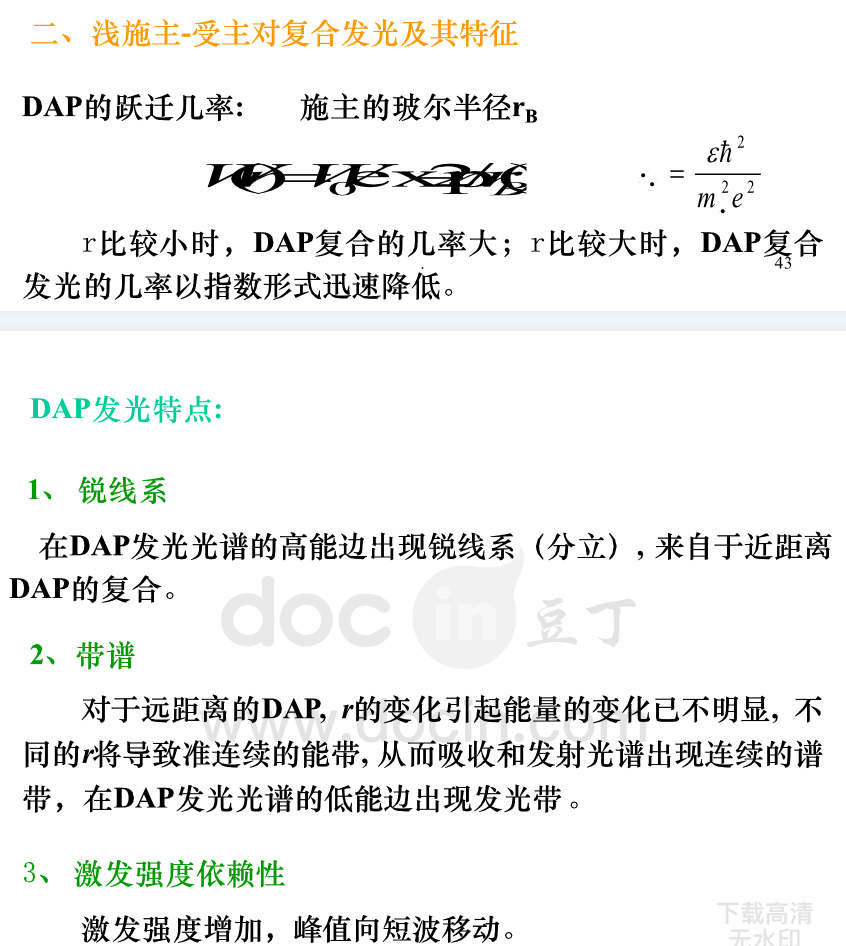 二、浅施主-受主对复合发光及其特征
DAP的跃迁几率： 施主的玻尔半径rB
= εħ² / m*²e²
r比较小时，DAP复合的几率大；r比较大时，DAP复合
43
发光的几率以指数形式迅速降低。
DAP发光特点:
1、 锐线系
在DAP发光光谱的高能边出现锐线系（分立）, 来自于近距离
DAP的复合。
doc in 豆丁
2、带谱
www.docin.com
对于远距离的DAP, r的变化引起能量的变化已不明显, 不
同的r将导致准连续的能带, 从而吸收和发射光谱出现连续的谱
带，在DAP发光光谱的低能边出现发光带。
3、激发强度依赖性
下载高清
激发强度增加，峰值向短波移动。
无水印